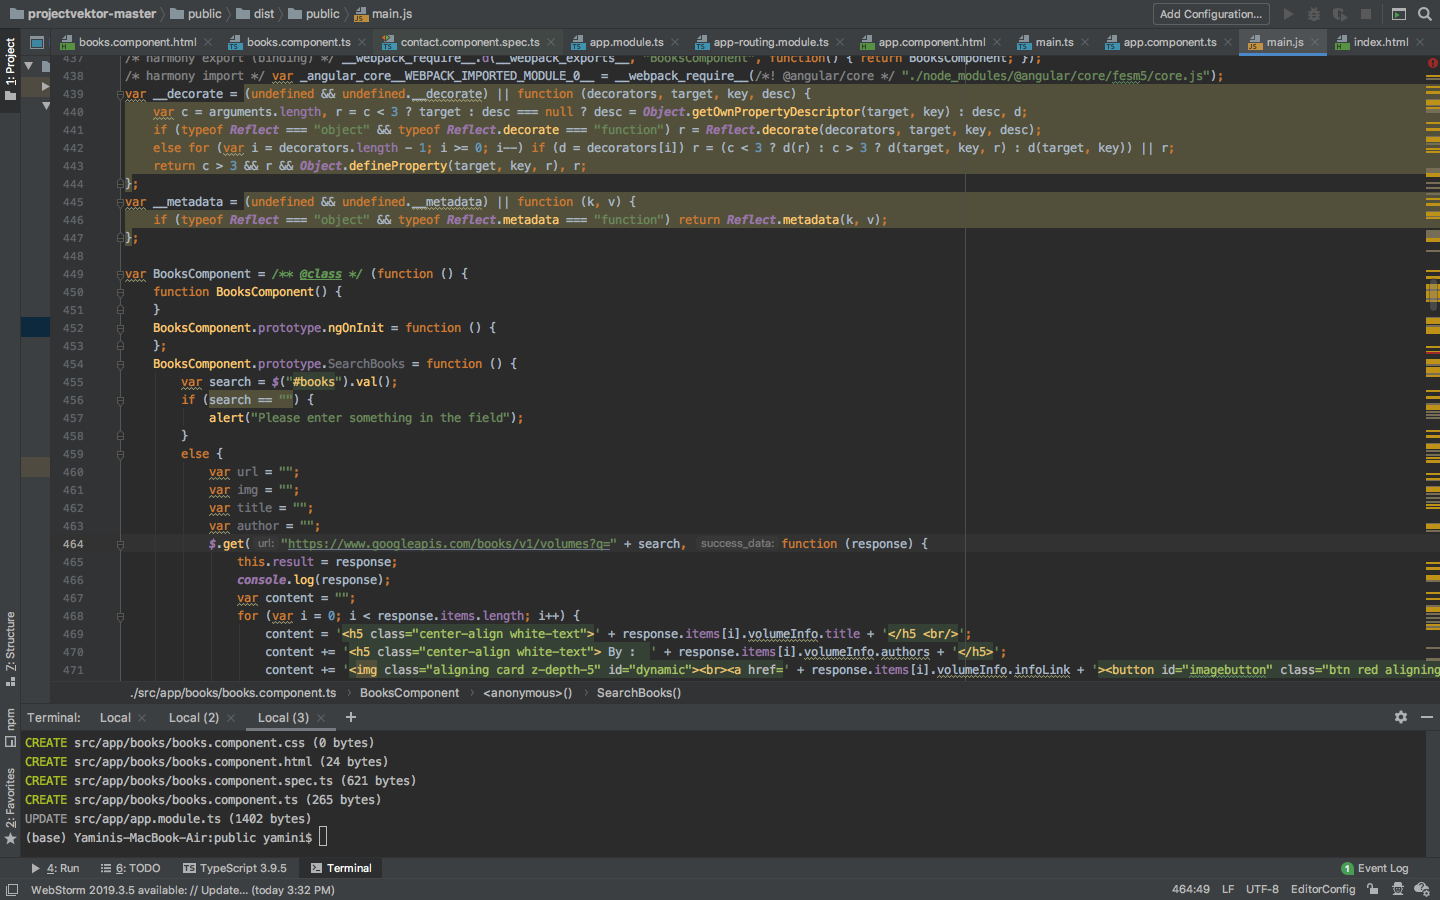 projectvektor-master public dist public main.js Add Configuration...
books.component.html books.component.ts contact.component.spec.ts app.module.ts app-routing.module.ts app.component.html main.ts app.component.ts main.js index.html
1: Project
437 /* harmony export (binding) */ __webpack_require__.d(__webpack_exports__, "BooksComponent", function() { return BooksComponent; });
438 /* harmony import */ var _angular_core__WEBPACK_IMPORTED_MODULE_0__ = __webpack_require__(/*! @angular/core */ "./node_modules/@angular/core/fesm5/core.js");
439 var __decorate = (undefined && undefined.__decorate) || function (decorators, target, key, desc) {
440 var c = arguments.length, r = c < 3 ? target : desc === null ? desc = Object.getOwnPropertyDescriptor(target, key) : desc, d;
441 if (typeof Reflect === "object" && typeof Reflect.decorate === "function") r = Reflect.decorate(decorators, target, key, desc);
442 else for (var i = decorators.length - 1; i >= 0; i--) if (d = decorators[i]) r = (c < 3 ? d(r) : c > 3 ? d(target, key, r) : d(target, key)) || r;
443 return c > 3 && r && Object.defineProperty(target, key, r), r;
444 };
445 var __metadata = (undefined && undefined.__metadata) || function (k, v) {
446 if (typeof Reflect === "object" && typeof Reflect.metadata === "function") return Reflect.metadata(k, v);
447 };
448
449 var BooksComponent = /** @class */ (function () {
450 function BooksComponent() {
451 }
452 BooksComponent.prototype.ngOnInit = function () {
453 };
454 BooksComponent.prototype.SearchBooks = function () {
455 var search = $("#books").val();
456 if (search == "") {
457 alert("Please enter something in the field");
458 }
459 else {
460 var url = "";
461 var img = "";
462 var title = "";
463 var author = "";
464 $.get( url: "https://www.googleapis.com/books/v1/volumes?q=" + search, success_data: function (response) {
465 this.result = response;
466 console.log(response);
467 var content = "";
468 for (var i = 0; i < response.items.length; i++) {
469 content = '<h5 class="center-align white-text">' + response.items[i].volumeInfo.title + '</h5 <br/>';
470 content += '<h5 class="center-align white-text"> By : ' + response.items[i].volumeInfo.authors + '</h5>';
471 content += '<img class="aligning card z-depth-5" id="dynamic"><br><a href=' + response.items[i].volumeInfo.infoLink + '><button id="imagebutton" class="btn red aligning
./src/app/books/books.component.ts BooksComponent <anonymous>() SearchBooks()
7: Structure
npm
2: Favorites
Terminal: Local Local (2) Local (3)
CREATE src/app/books/books.component.css (0 bytes)
CREATE src/app/books/books.component.html (24 bytes)
CREATE src/app/books/books.component.spec.ts (621 bytes)
CREATE src/app/books/books.component.ts (265 bytes)
UPDATE src/app/app.module.ts (1402 bytes)
(base) Yaminis-MacBook-Air:public yamini$
4: Run 6: TODO TypeScript 3.9.5 Terminal 1 Event Log
WebStorm 2019.3.5 available: // Update... (today 3:32 PM) 464:49 LF UTF-8 EditorConfig